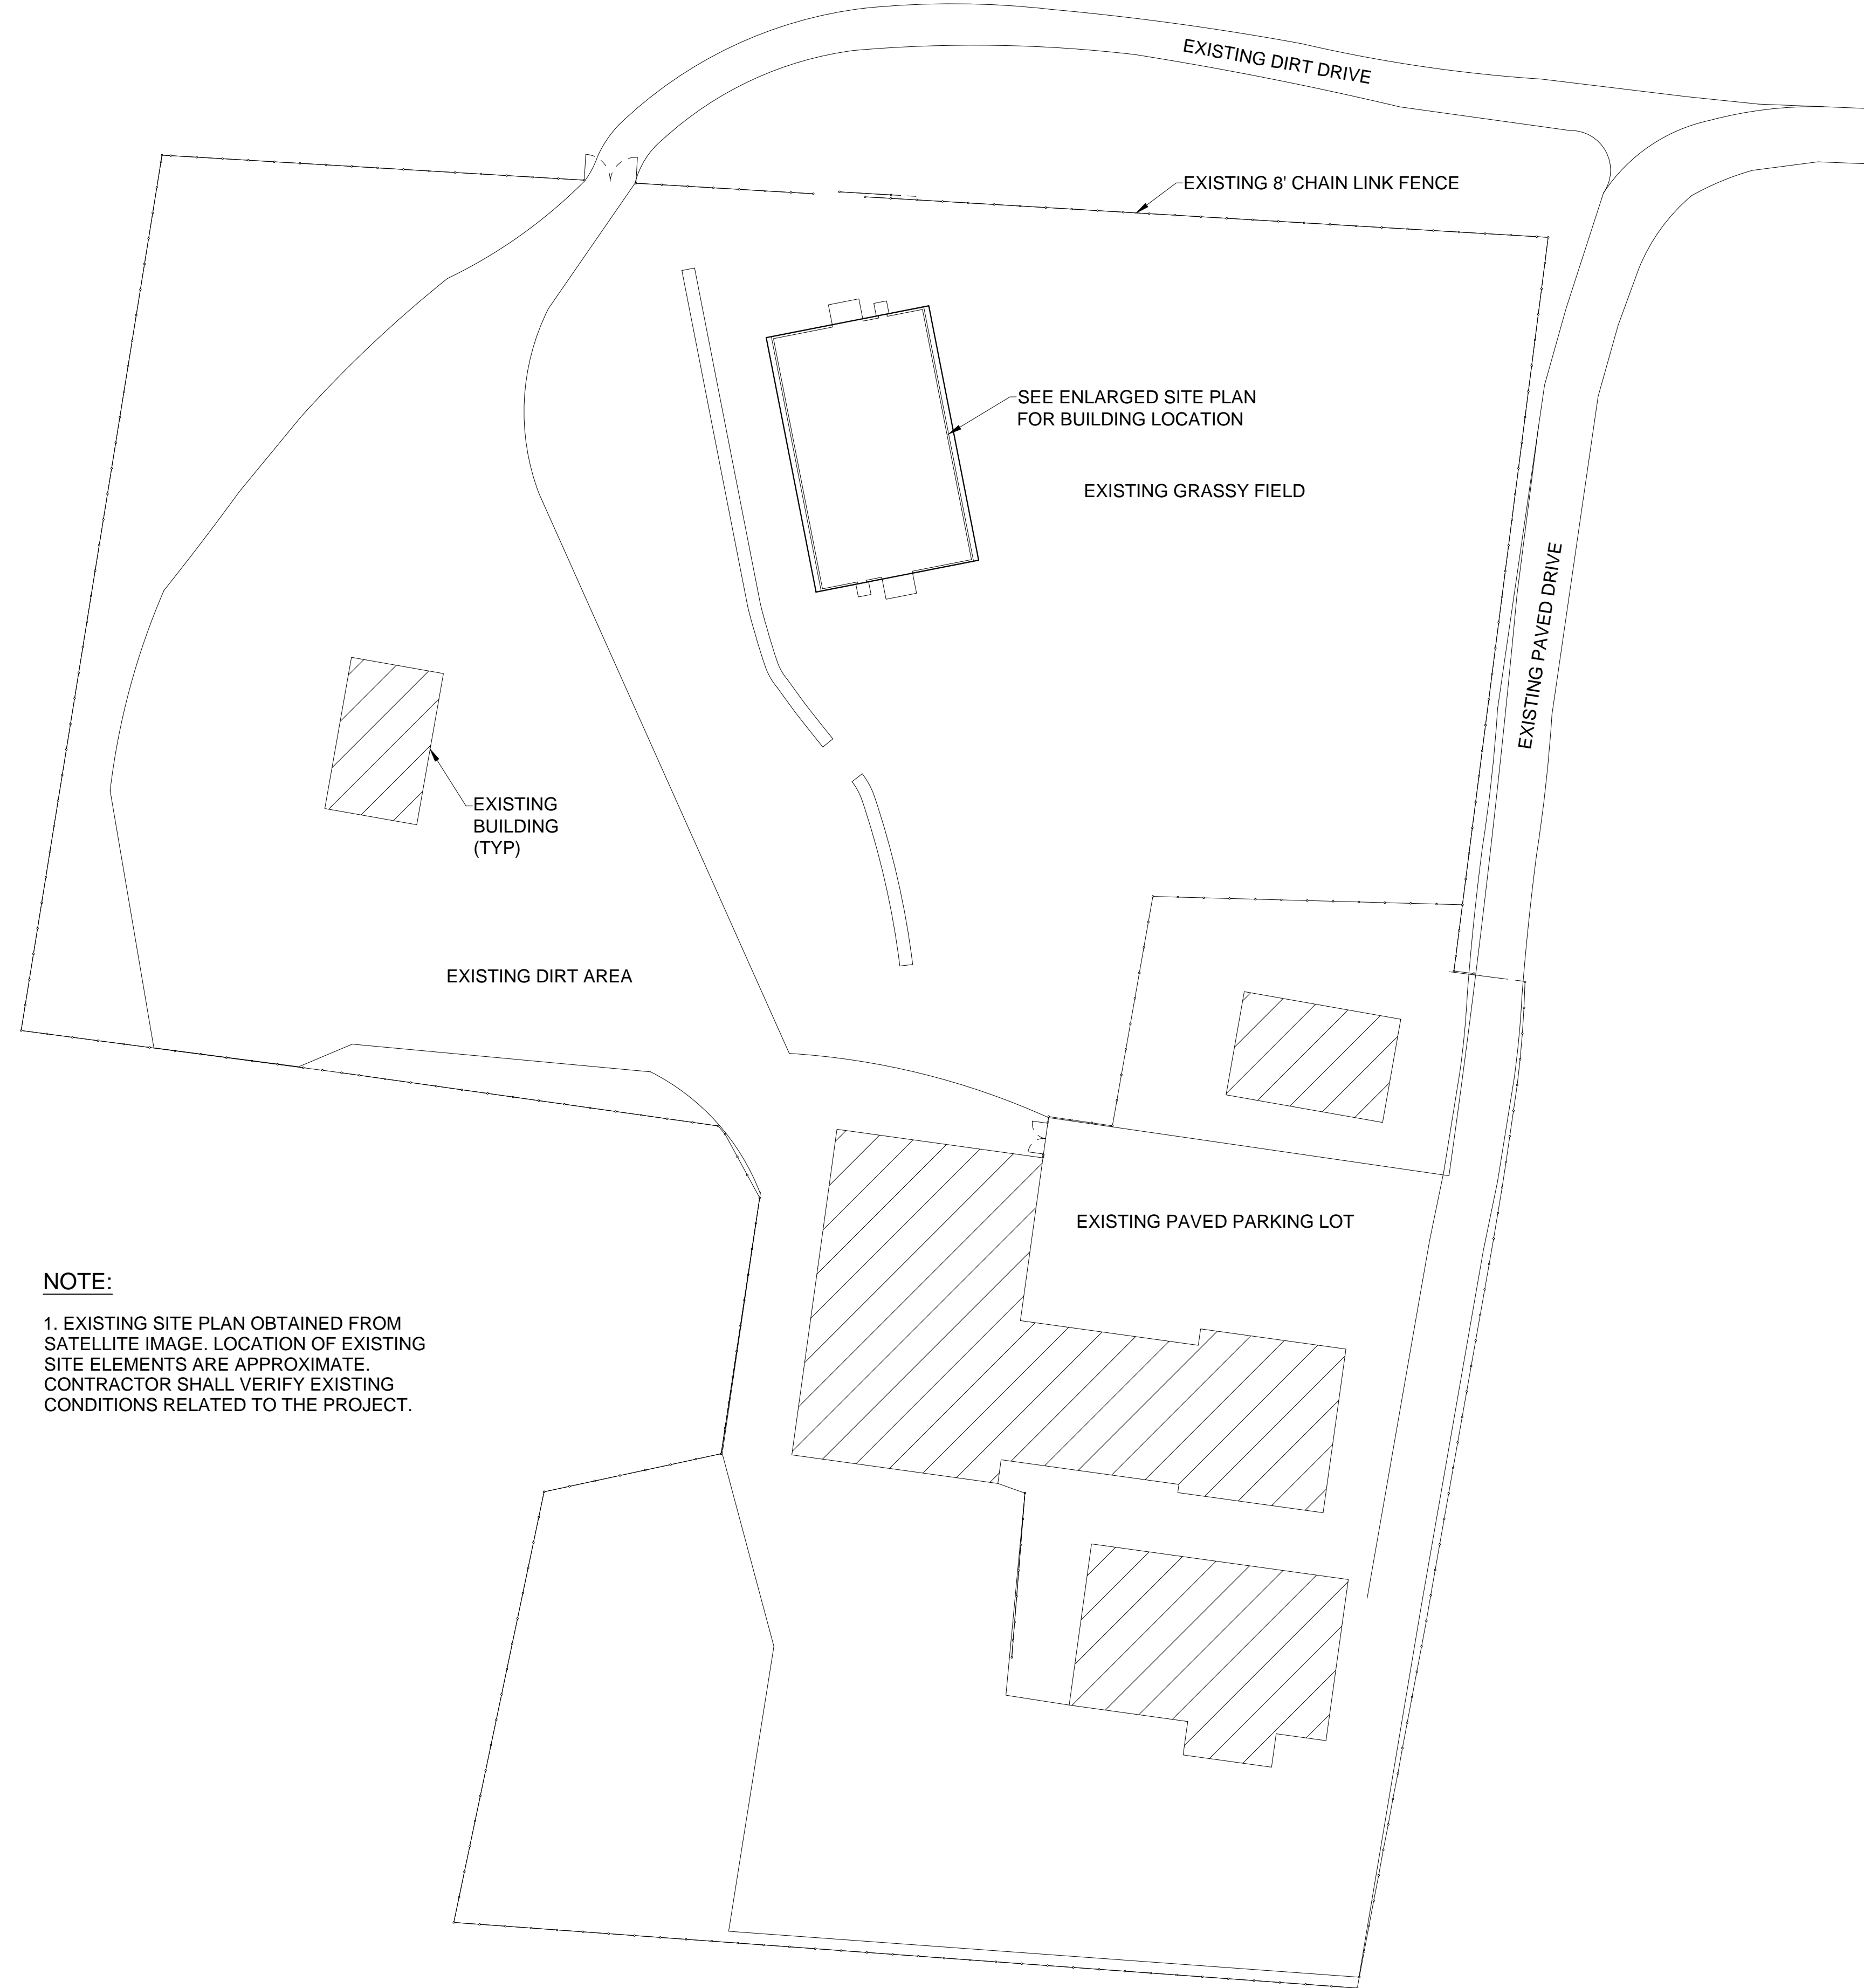 EXISTING DIRT DRIVE
EXISTING 8' CHAIN LINK FENCE
SEE ENLARGED SITE PLAN
FOR BUILDING LOCATION
EXISTING GRASSY FIELD
EXISTING PAVED DRIVE
EXISTING
BUILDING
(TYP)
EXISTING DIRT AREA
EXISTING PAVED PARKING LOT
NOTE:
1. EXISTING SITE PLAN OBTAINED FROM
SATELLITE IMAGE. LOCATION OF EXISTING
SITE ELEMENTS ARE APPROXIMATE.
CONTRACTOR SHALL VERIFY EXISTING
CONDITIONS RELATED TO THE PROJECT.